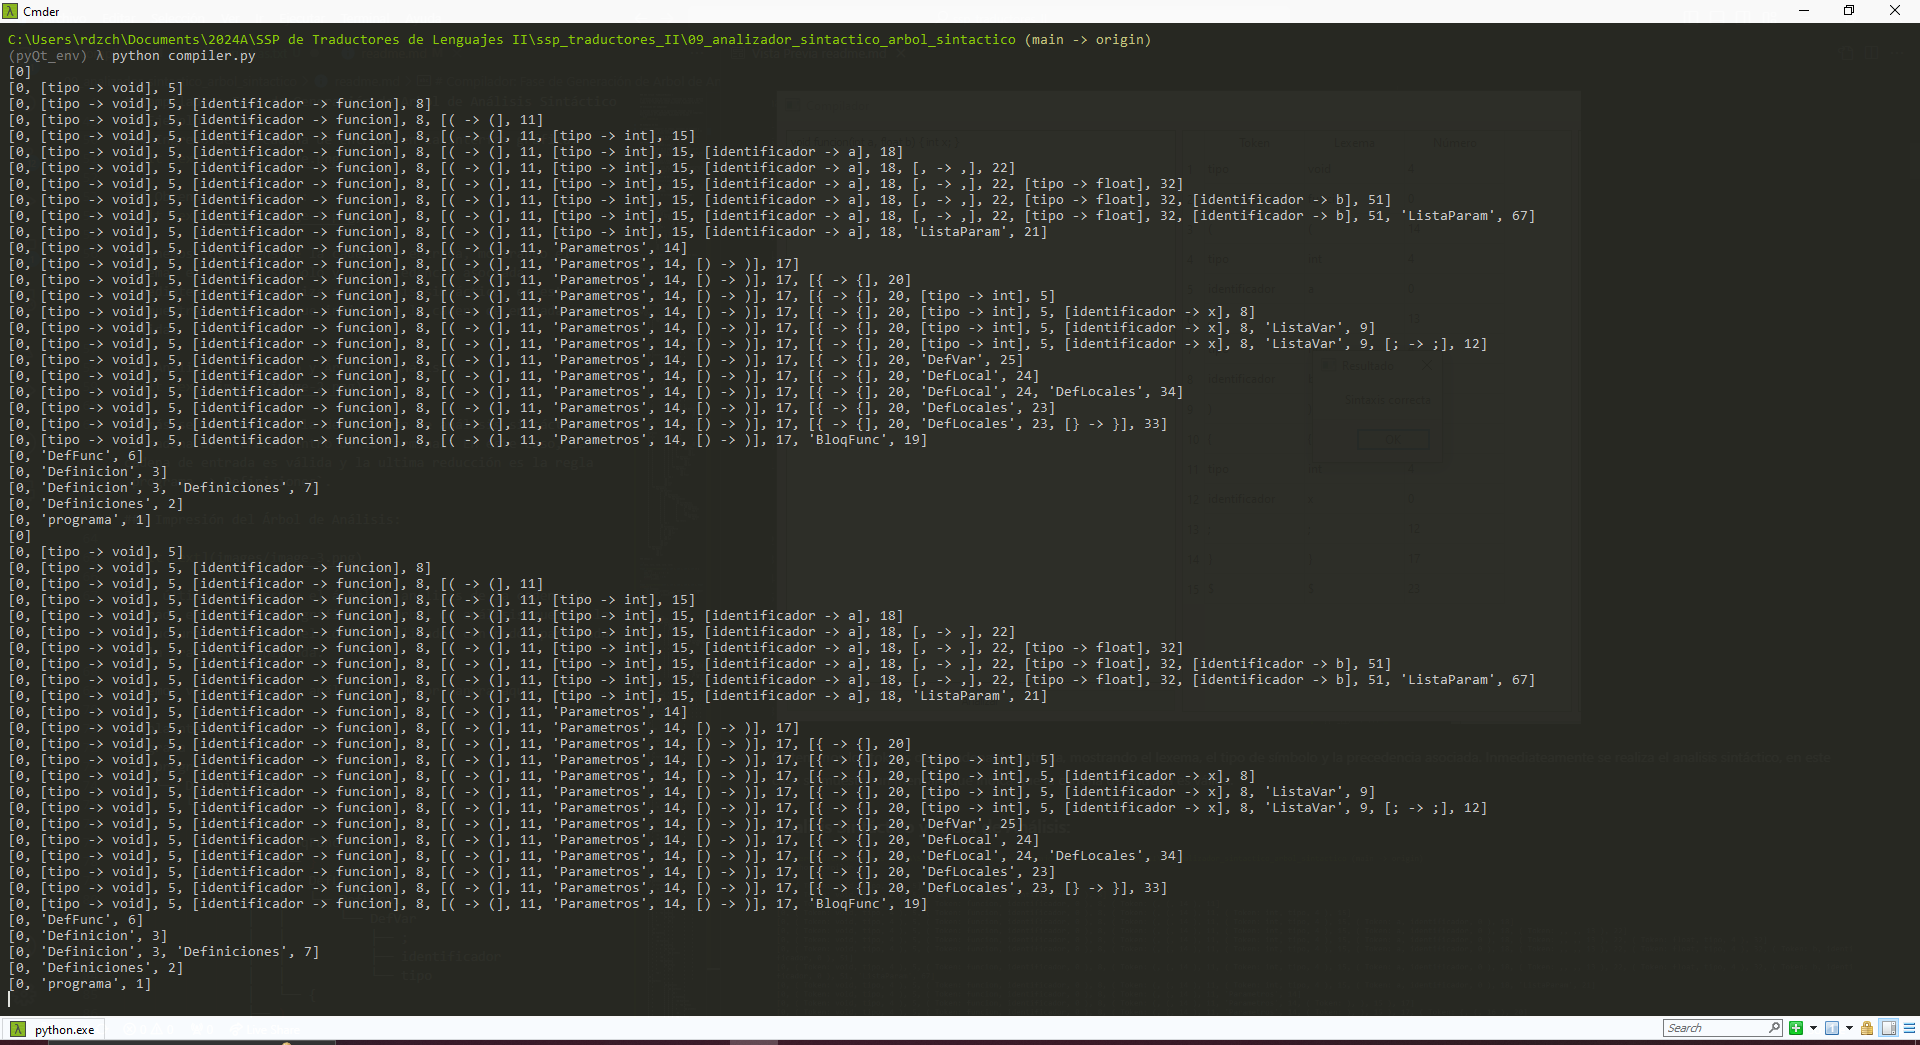 Cmder
C:\Users\rdzch\Documents\2024A\SSP de Traductores de Lenguajes II\ssp_traductores_II\09_analizador_sintactico_arbol_sintactico (main -> origin)
(pyQt_env) λ python compiler.py
[0]
[0, [tipo -> void], 5]
[0, [tipo -> void], 5, [identificador -> funcion], 8]
[0, [tipo -> void], 5, [identificador -> funcion], 8, [( -> (], 11]
[0, [tipo -> void], 5, [identificador -> funcion], 8, [( -> (], 11, [tipo -> int], 15]
[0, [tipo -> void], 5, [identificador -> funcion], 8, [( -> (], 11, [tipo -> int], 15, [identificador -> a], 18]
[0, [tipo -> void], 5, [identificador -> funcion], 8, [( -> (], 11, [tipo -> int], 15, [identificador -> a], 18, [, -> ,], 22]
[0, [tipo -> void], 5, [identificador -> funcion], 8, [( -> (], 11, [tipo -> int], 15, [identificador -> a], 18, [, -> ,], 22, [tipo -> float], 32]
[0, [tipo -> void], 5, [identificador -> funcion], 8, [( -> (], 11, [tipo -> int], 15, [identificador -> a], 18, [, -> ,], 22, [tipo -> float], 32, [identificador -> b], 51]
[0, [tipo -> void], 5, [identificador -> funcion], 8, [( -> (], 11, [tipo -> int], 15, [identificador -> a], 18, [, -> ,], 22, [tipo -> float], 32, [identificador -> b], 51, 'ListaParam', 67]
[0, [tipo -> void], 5, [identificador -> funcion], 8, [( -> (], 11, [tipo -> int], 15, [identificador -> a], 18, 'ListaParam', 21]
[0, [tipo -> void], 5, [identificador -> funcion], 8, [( -> (], 11, 'Parametros', 14]
[0, [tipo -> void], 5, [identificador -> funcion], 8, [( -> (], 11, 'Parametros', 14, [) -> )], 17]
[0, [tipo -> void], 5, [identificador -> funcion], 8, [( -> (], 11, 'Parametros', 14, [) -> )], 17, [{ -> {], 20]
[0, [tipo -> void], 5, [identificador -> funcion], 8, [( -> (], 11, 'Parametros', 14, [) -> )], 17, [{ -> {], 20, [tipo -> int], 5]
[0, [tipo -> void], 5, [identificador -> funcion], 8, [( -> (], 11, 'Parametros', 14, [) -> )], 17, [{ -> {], 20, [tipo -> int], 5, [identificador -> x], 8]
[0, [tipo -> void], 5, [identificador -> funcion], 8, [( -> (], 11, 'Parametros', 14, [) -> )], 17, [{ -> {], 20, [tipo -> int], 5, [identificador -> x], 8, 'ListaVar', 9]
[0, [tipo -> void], 5, [identificador -> funcion], 8, [( -> (], 11, 'Parametros', 14, [) -> )], 17, [{ -> {], 20, [tipo -> int], 5, [identificador -> x], 8, 'ListaVar', 9, [; -> ;], 12]
[0, [tipo -> void], 5, [identificador -> funcion], 8, [( -> (], 11, 'Parametros', 14, [) -> )], 17, [{ -> {], 20, 'DefVar', 25]
[0, [tipo -> void], 5, [identificador -> funcion], 8, [( -> (], 11, 'Parametros', 14, [) -> )], 17, [{ -> {], 20, 'DefLocal', 24]
[0, [tipo -> void], 5, [identificador -> funcion], 8, [( -> (], 11, 'Parametros', 14, [) -> )], 17, [{ -> {], 20, 'DefLocal', 24, 'DefLocales', 34]
[0, [tipo -> void], 5, [identificador -> funcion], 8, [( -> (], 11, 'Parametros', 14, [) -> )], 17, [{ -> {], 20, 'DefLocales', 23]
[0, [tipo -> void], 5, [identificador -> funcion], 8, [( -> (], 11, 'Parametros', 14, [) -> )], 17, [{ -> {], 20, 'DefLocales', 23, [} -> }], 33]
[0, [tipo -> void], 5, [identificador -> funcion], 8, [( -> (], 11, 'Parametros', 14, [) -> )], 17, 'BloqFunc', 19]
[0, 'DefFunc', 6]
[0, 'Definicion', 3]
[0, 'Definicion', 3, 'Definiciones', 7]
[0, 'Definiciones', 2]
[0, 'programa', 1]
[0]
[0, [tipo -> void], 5]
[0, [tipo -> void], 5, [identificador -> funcion], 8]
[0, [tipo -> void], 5, [identificador -> funcion], 8, [( -> (], 11]
[0, [tipo -> void], 5, [identificador -> funcion], 8, [( -> (], 11, [tipo -> int], 15]
[0, [tipo -> void], 5, [identificador -> funcion], 8, [( -> (], 11, [tipo -> int], 15, [identificador -> a], 18]
[0, [tipo -> void], 5, [identificador -> funcion], 8, [( -> (], 11, [tipo -> int], 15, [identificador -> a], 18, [, -> ,], 22]
[0, [tipo -> void], 5, [identificador -> funcion], 8, [( -> (], 11, [tipo -> int], 15, [identificador -> a], 18, [, -> ,], 22, [tipo -> float], 32]
[0, [tipo -> void], 5, [identificador -> funcion], 8, [( -> (], 11, [tipo -> int], 15, [identificador -> a], 18, [, -> ,], 22, [tipo -> float], 32, [identificador -> b], 51]
[0, [tipo -> void], 5, [identificador -> funcion], 8, [( -> (], 11, [tipo -> int], 15, [identificador -> a], 18, [, -> ,], 22, [tipo -> float], 32, [identificador -> b], 51, 'ListaParam', 67]
[0, [tipo -> void], 5, [identificador -> funcion], 8, [( -> (], 11, [tipo -> int], 15, [identificador -> a], 18, 'ListaParam', 21]
[0, [tipo -> void], 5, [identificador -> funcion], 8, [( -> (], 11, 'Parametros', 14]
[0, [tipo -> void], 5, [identificador -> funcion], 8, [( -> (], 11, 'Parametros', 14, [) -> )], 17]
[0, [tipo -> void], 5, [identificador -> funcion], 8, [( -> (], 11, 'Parametros', 14, [) -> )], 17, [{ -> {], 20]
[0, [tipo -> void], 5, [identificador -> funcion], 8, [( -> (], 11, 'Parametros', 14, [) -> )], 17, [{ -> {], 20, [tipo -> int], 5]
[0, [tipo -> void], 5, [identificador -> funcion], 8, [( -> (], 11, 'Parametros', 14, [) -> )], 17, [{ -> {], 20, [tipo -> int], 5, [identificador -> x], 8]
[0, [tipo -> void], 5, [identificador -> funcion], 8, [( -> (], 11, 'Parametros', 14, [) -> )], 17, [{ -> {], 20, [tipo -> int], 5, [identificador -> x], 8, 'ListaVar', 9]
[0, [tipo -> void], 5, [identificador -> funcion], 8, [( -> (], 11, 'Parametros', 14, [) -> )], 17, [{ -> {], 20, [tipo -> int], 5, [identificador -> x], 8, 'ListaVar', 9, [; -> ;], 12]
[0, [tipo -> void], 5, [identificador -> funcion], 8, [( -> (], 11, 'Parametros', 14, [) -> )], 17, [{ -> {], 20, 'DefVar', 25]
[0, [tipo -> void], 5, [identificador -> funcion], 8, [( -> (], 11, 'Parametros', 14, [) -> )], 17, [{ -> {], 20, 'DefLocal', 24]
[0, [tipo -> void], 5, [identificador -> funcion], 8, [( -> (], 11, 'Parametros', 14, [) -> )], 17, [{ -> {], 20, 'DefLocal', 24, 'DefLocales', 34]
[0, [tipo -> void], 5, [identificador -> funcion], 8, [( -> (], 11, 'Parametros', 14, [) -> )], 17, [{ -> {], 20, 'DefLocales', 23]
[0, [tipo -> void], 5, [identificador -> funcion], 8, [( -> (], 11, 'Parametros', 14, [) -> )], 17, [{ -> {], 20, 'DefLocales', 23, [} -> }], 33]
[0, [tipo -> void], 5, [identificador -> funcion], 8, [( -> (], 11, 'Parametros', 14, [) -> )], 17, 'BloqFunc', 19]
[0, 'DefFunc', 6]
[0, 'Definicion', 3]
[0, 'Definicion', 3, 'Definiciones', 7]
[0, 'Definiciones', 2]
[0, 'programa', 1]
python.exe
Search